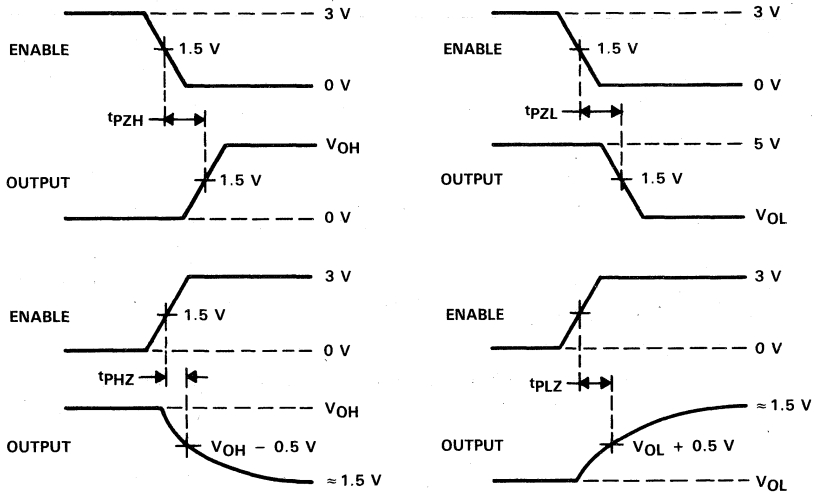 3 V
ENABLE
1.5 V
0 V
tPZH
VOH
OUTPUT
1.5 V
0 V
3 V
ENABLE
1.5 V
0 V
tPZL
5 V
OUTPUT
1.5 V
VOL
3 V
ENABLE
1.5 V
0 V
tPHZ
VOH
OUTPUT
VOH − 0.5 V
≈1.5 V
3 V
ENABLE
0 V
tPLZ
≈1.5 V
OUTPUT
VOL + 0.5 V
VOL